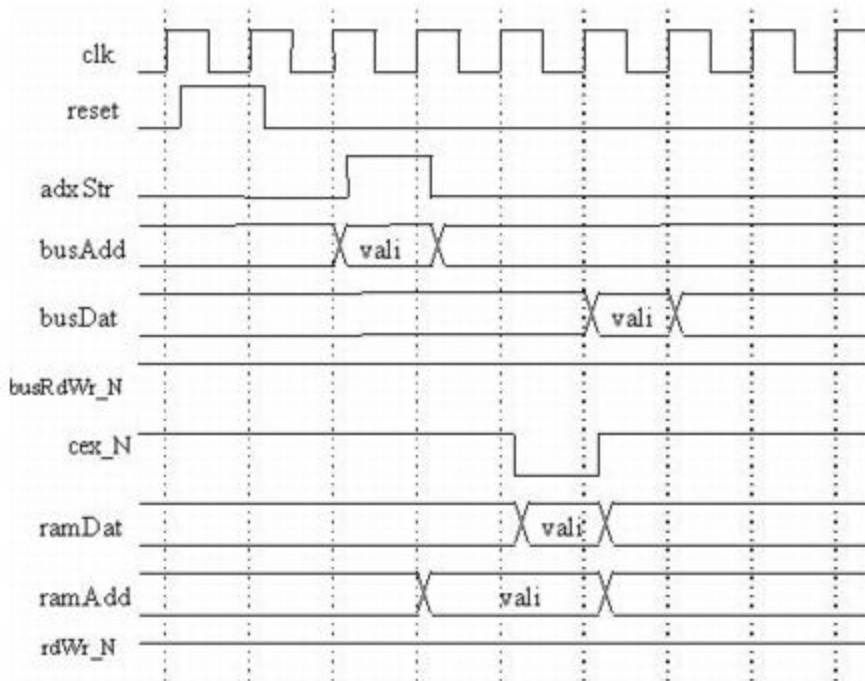 clk
reset
adxStr
busAdd
vali
busDat
vali
busRdWr_N
cex_N
ramDat
vali
ramAdd
vali
rdWr_N